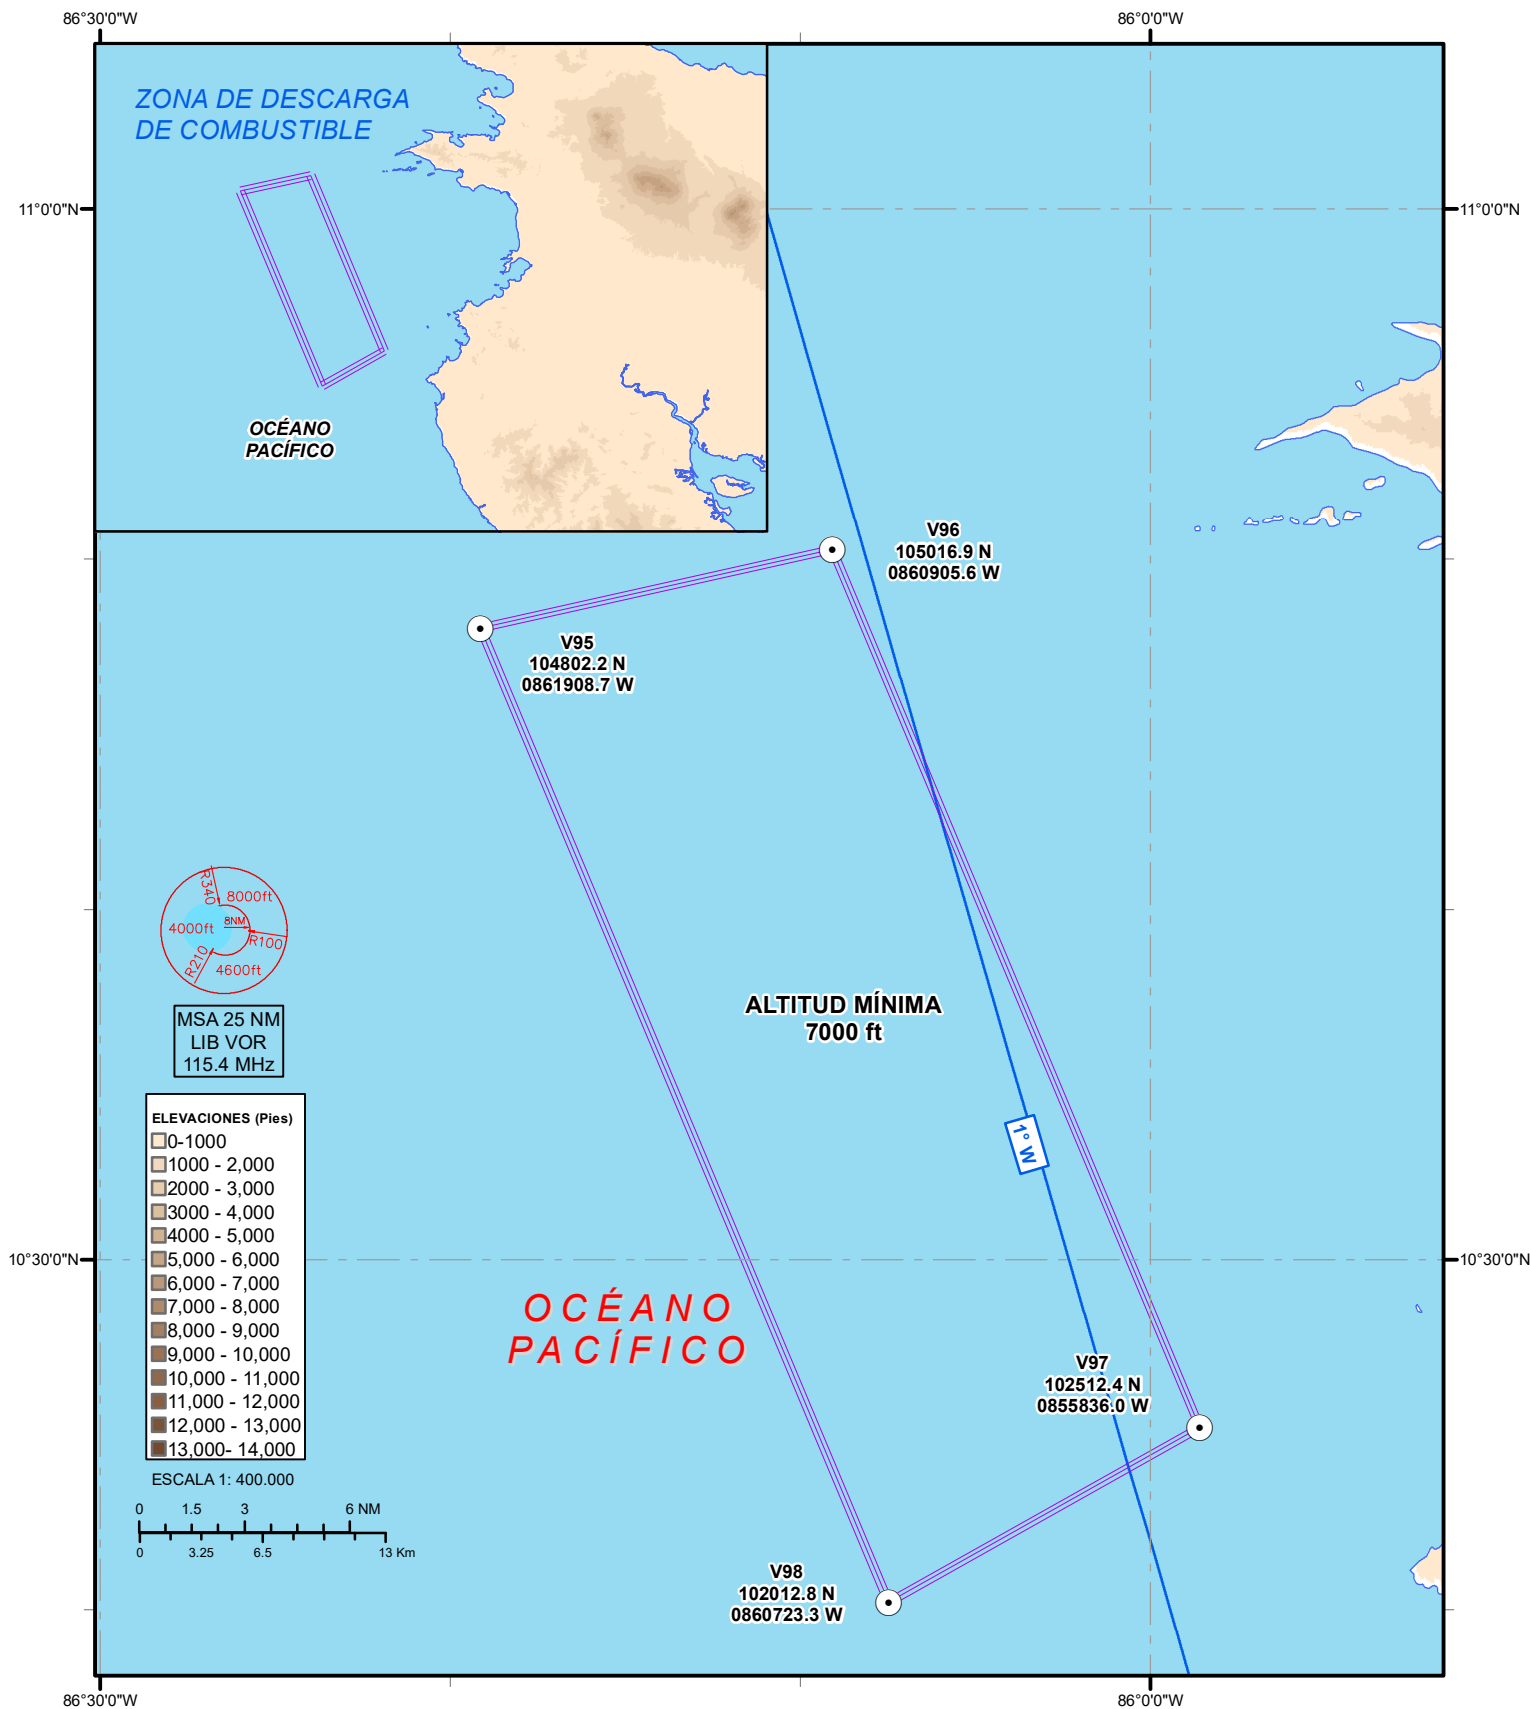 86°30'0"W
86°0'0"W
ZONA DE DESCARGA
DE COMBUSTIBLE
11°0'0"N
11°0'0"N
OCÉANO
PACÍFICO
V96
105016.9 N
0860905.6 W
V95
104802.2 N
0861908.7 W
R340
8000ft
4000ft
8NM
R100
R210
4600ft
MSA 25 NM
LIB VOR
115.4 MHz
ALTITUD MÍNIMA
7000 ft
1° W
ELEVACIONES (Pies)
0-1000
1000 - 2,000
2000 - 3,000
3000 - 4,000
4000 - 5,000
5,000 - 6,000
6,000 - 7,000
7,000 - 8,000
8,000 - 9,000
9,000 - 10,000
10,000 - 11,000
11,000 - 12,000
12,000 - 13,000
13,000- 14,000
10°30'0"N
10°30'0"N
OCÉANO
PACÍFICO
V97
102512.4 N
0855836.0 W
ESCALA 1: 400.000
0 1.5 3 6 NM
0 3.25 6.5 13 Km
V98
102012.8 N
0860723.3 W
86°30'0"W
86°0'0"W